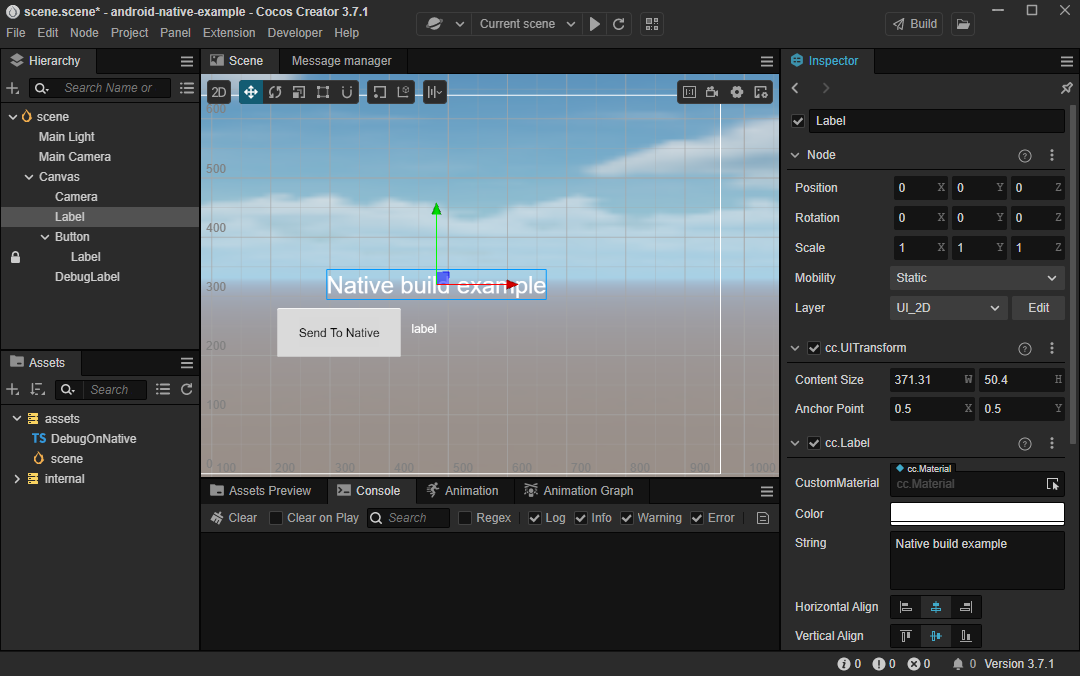 scene.scene* - android-native-example - Cocos Creator 3.7.1
File Edit Node Project Panel Extension Developer Help
Current scene
Build
Hierarchy
Search Name or
scene
Main Light
Main Camera
Canvas
Camera
Label
Button
Label
DebugLabel
Assets
Search
assets
TS DebugOnNative
scene
internal
Scene Message manager
2D
600
500
400
300
200
100
0 100 200 300 400 500 600 700 800 900 1000
Native build example
Send To Native
label
Assets Preview Console Animation Animation Graph
Clear Clear on Play Search Regex Log Info Warning Error
Inspector
Label
Node
Position 0 X 0 Y 0 Z
Rotation 0 X 0 Y 0 Z
Scale 1 X 1 Y 1 Z
Mobility Static
Layer UI_2D Edit
cc.UITransform
Content Size 371.31 W 50.4 H
Anchor Point 0.5 X 0.5 Y
cc.Label
cc.Material
CustomMaterial cc.Material
Color
String Native build example
Horizontal Align
Vertical Align
0 0 0 0 Version 3.7.1